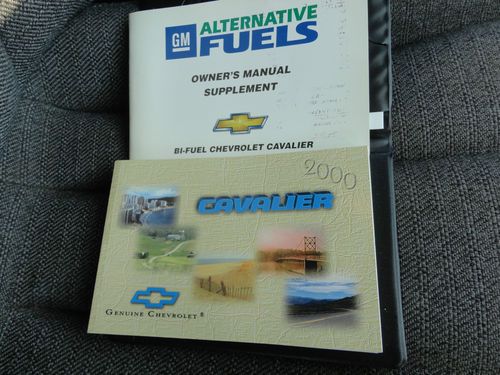 GM
ALTERNATIVE
FUELS
OWNER'S MANUAL
SUPPLEMENT
BI-FUEL CHEVROLET CAVALIER
2000
CAVALIER
GENUINE CHEVROLET ®